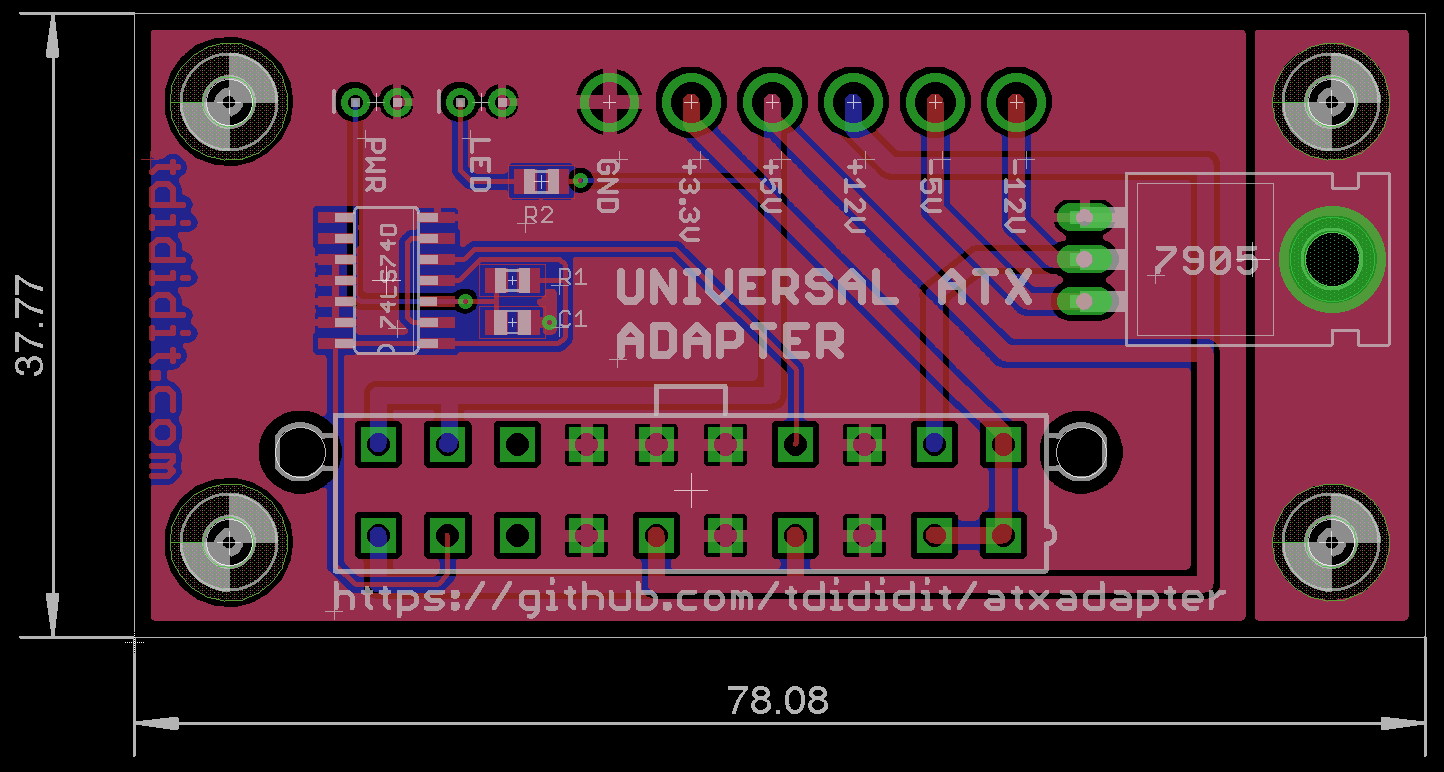 PWR
LED
GND
+3.3V
+5V
+12V
-5V
-12V
tdididit.com
R2
74LS74D
R1
C1
7905
UNIVERSAL ATX
ADAPTER
37.77
https://github.com/tdididit/atxadapter
78.08